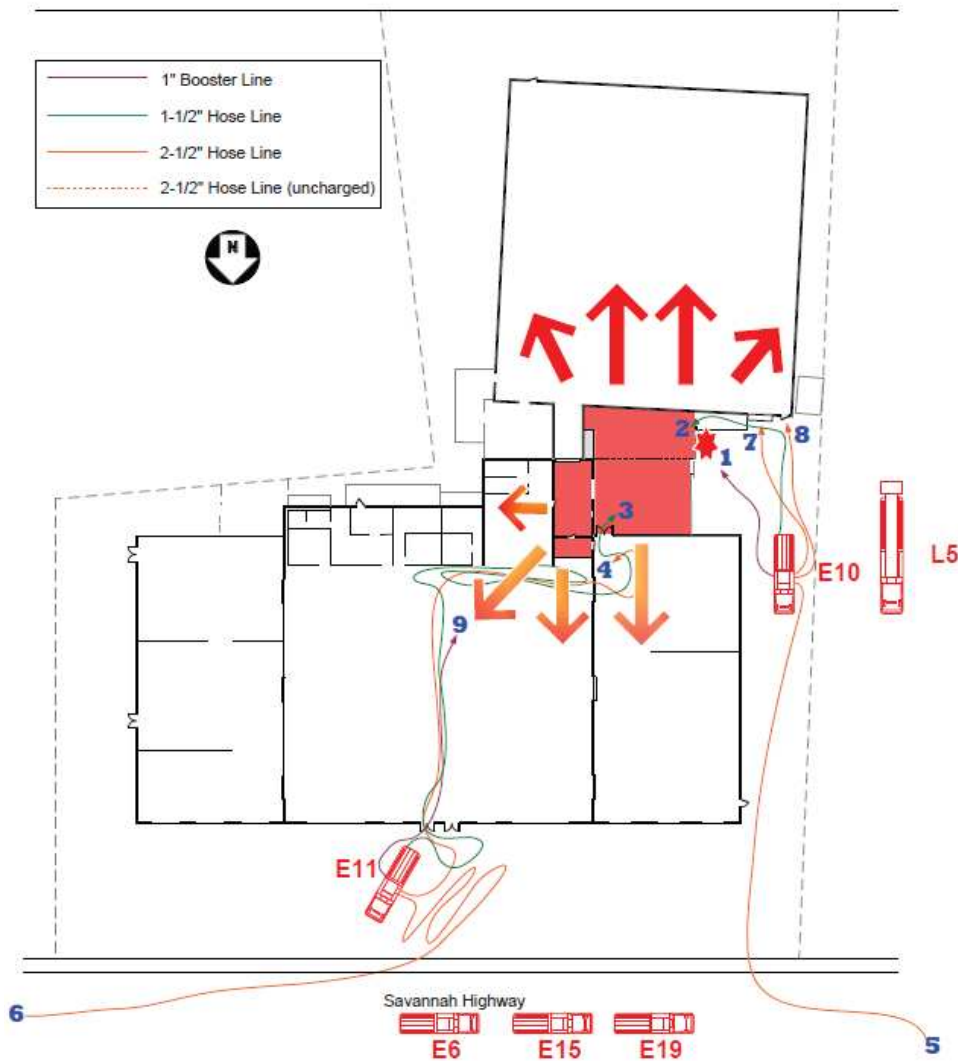 1" Booster Line
1-1/2" Hose Line
2-1/2" Hose Line
2-1/2" Hose Line (uncharged)
N
2
1
7
8
3
4
E10
L5
9
E11
6
Savannah Highway
5
E6
E15
E19